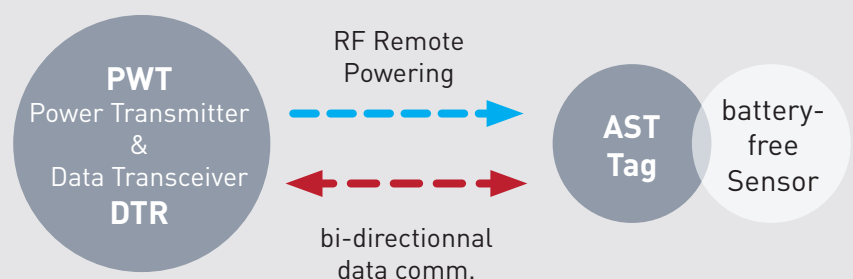 PWT
Power Transmitter
&
Data Transceiver
DTR
RF Remote
Powering
bi-directionnal
data comm.
AST
Tag
battery-
free
Sensor